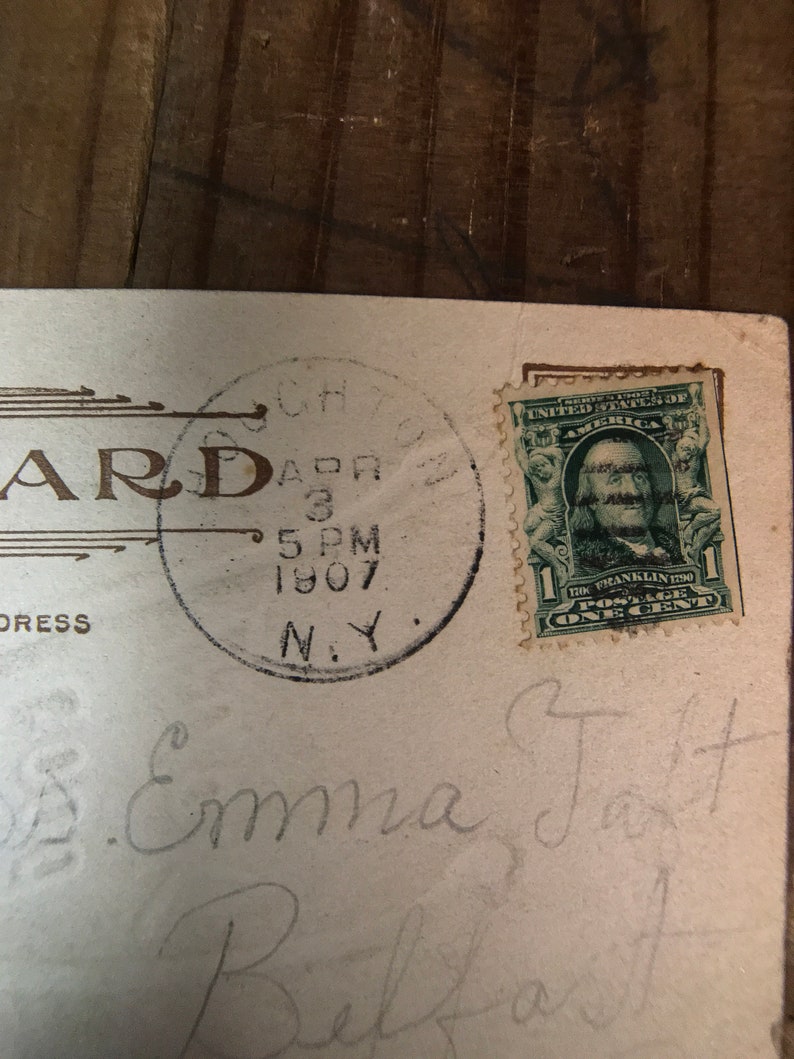 ARD
DRESS
HOUGHTON
APR
3
5 PM
1907
N.Y.
SERIES 1902
UNITED STATES OF
AMERICA
1 1706 FRANKLIN 1790 1
POSTAGE
ONE CENT
Emma Taft
Belfast